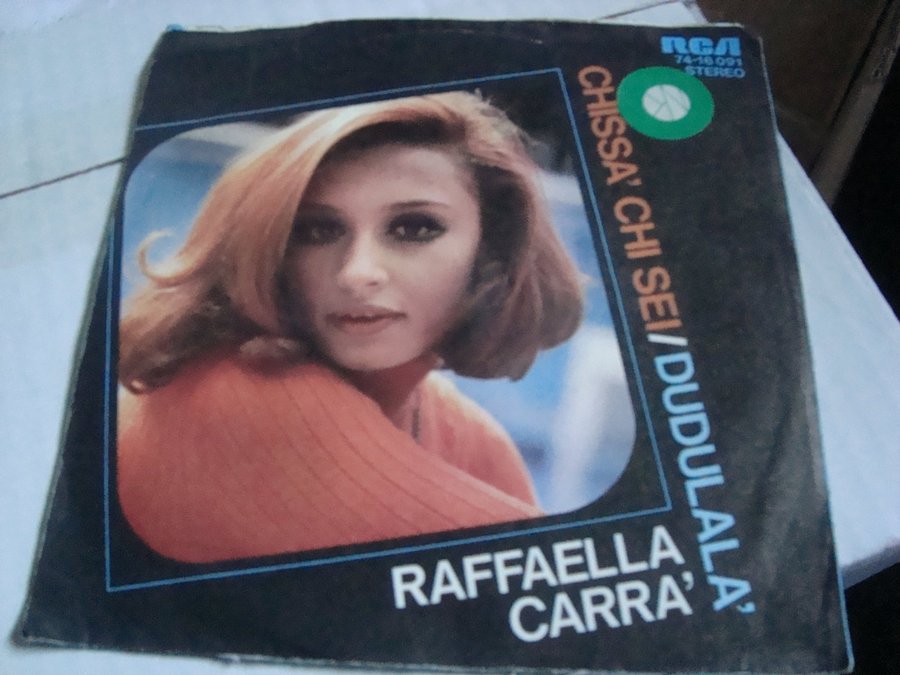 RCA
74-16 091
STEREO
CHISSA' CHI SEI/DUDULALA'
RAFFAELLA
CARRA'